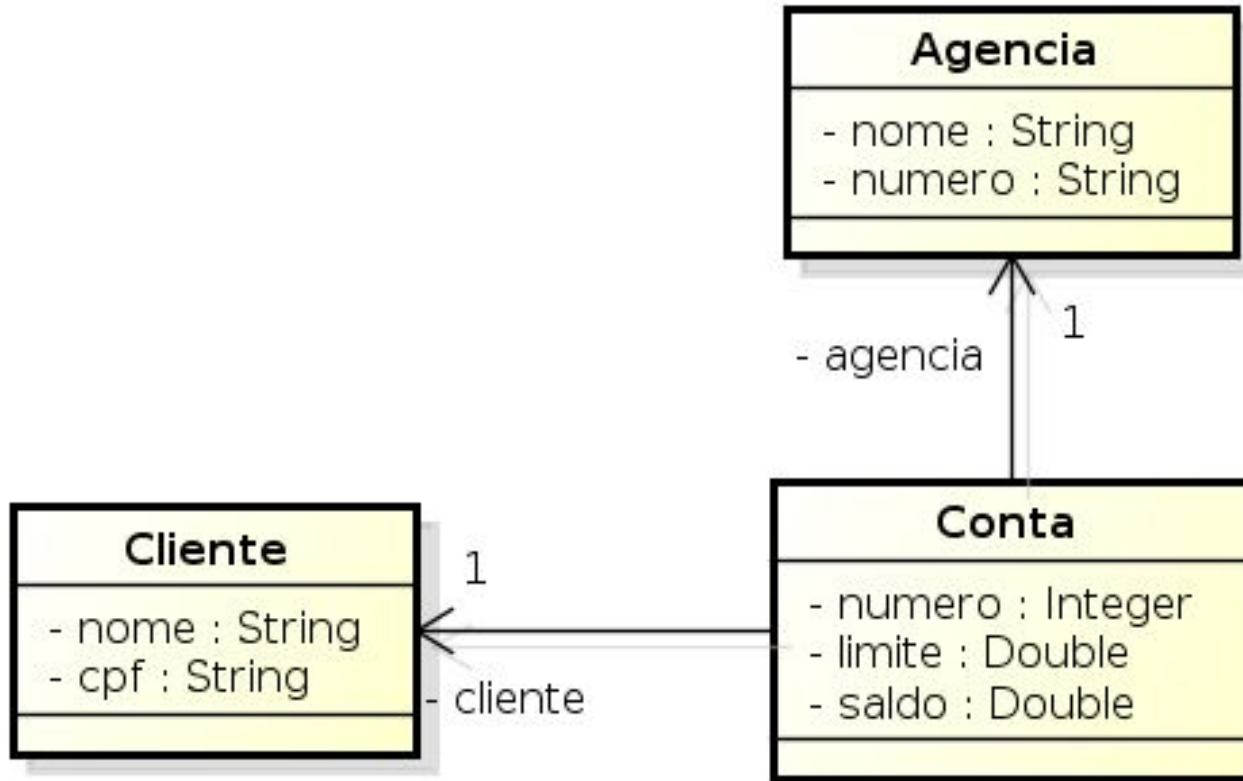 Agencia
- nome : String
- numero : String
1
- agencia
Conta
- numero : Integer
- limite : Double
- saldo : Double
Cliente
- nome : String
- cpf : String
1
- cliente